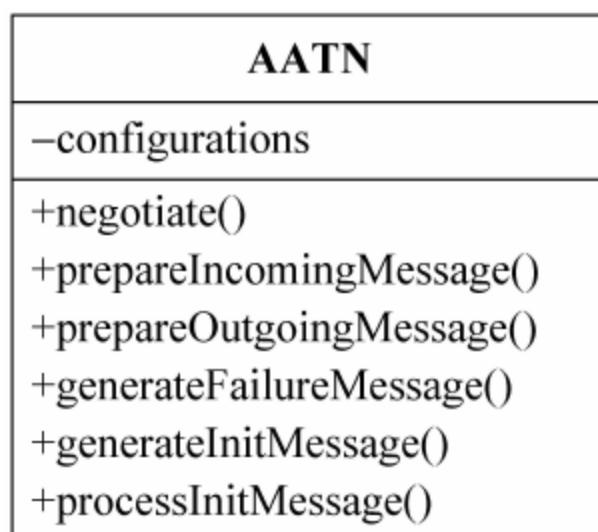 AATN
–configurations
+negotiate()
+prepareIncomingMessage()
+prepareOutgoingMessage()
+generateFailureMessage()
+generateInitMessage()
+processInitMessage()